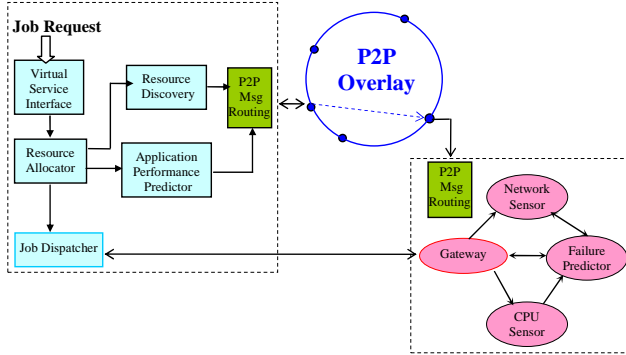 Job Request
Virtual
Service
Interface
Resource
Discovery
P2P
Msg
Routing
P2P
Overlay
Resource
Allocator
Application
Performance
Predictor
Job Dispatcher
P2P
Msg
Routing
Network
Sensor
Gateway
Failure
Predictor
CPU
Sensor